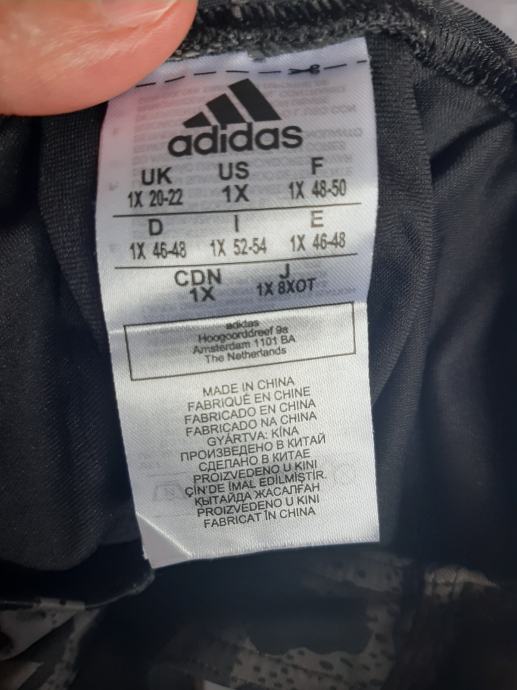 adidas
UK US F
1X 20-22 1X 1X 48-50
D I E
1X 46-48 1X 52-54 1X 46-48
CDN J
1X 1X 8XOT
adidas
Hoogoorddreef 9a
Amsterdam 1101 BA
The Netherlands
MADE IN CHINA
FABRIQUÉ EN CHINE
FABRICADO EN CHINA
FABRICADO NA CHINA
GYÁRTVA: KÍNA
ПРОИЗВЕДЕНО В КИТАЙ
СДЕЛАНО В КИТАЕ
PROIZVEDENO U KINI
ÇİN'DE İMAL EDİLMİŞTİR.
ҚЫТАЙДА ЖАСАЛҒАН
PROIZVEDENO U KINI
FABRICAT ÎN CHINA